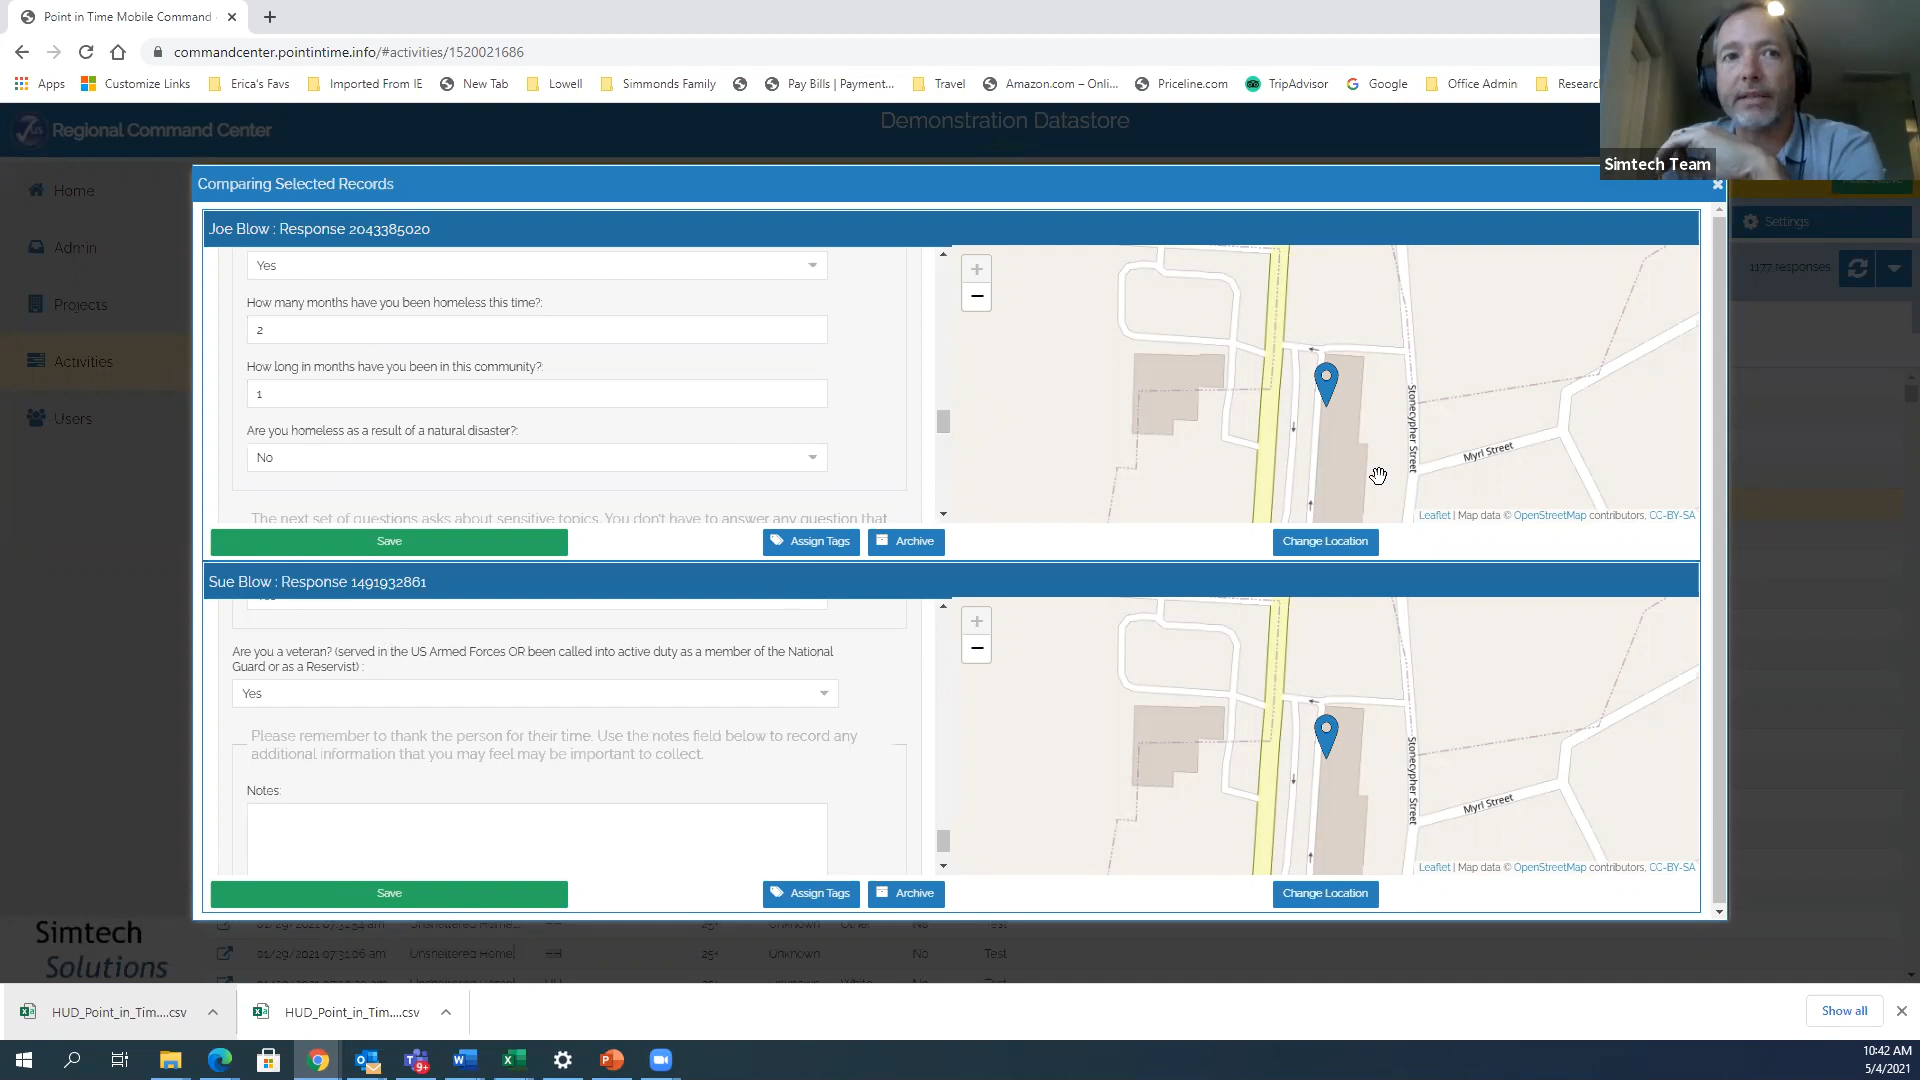 Point in Time Mobile Command
commandcenter.pointintime.info/#activities/1520021686
Apps Customize Links Erica's Favs Imported From IE New Tab Lowell Simmonds Family Pay Bills | Payment... Travel Amazon.com – Onli... Priceline.com TripAdvisor Google Office Admin Researc
Regional Command Center
Demonstration Datastore
Simtech Team
Home
Admin
Projects
Activities
Users
Settings
1177 responses
Comparing Selected Records
Joe Blow : Response 2043385020
Yes
How many months have you been homeless this time?:
2
How long in months have you been in this community?:
1
Are you homeless as a result of a natural disaster?:
No
The next set of questions asks about sensitive topics. You don't have to answer any question that
Stonecypher Street
Myrl Street
Leaflet | Map data © OpenStreetMap contributors, CC-BY-SA
Save Assign Tags Archive Change Location
Sue Blow : Response 1491932861
Are you a veteran? (served in the US Armed Forces OR been called into active duty as a member of the National
Guard or as a Reservist) :
Yes
Please remember to thank the person for their time. Use the notes field below to record any
additional information that you may feel may be important to collect.
Notes:
Stonecypher Street
Myrl Street
Leaflet | Map data © OpenStreetMap contributors, CC-BY-SA
Save Assign Tags Archive Change Location
01/29/2021 07:31:06 am Unsheltered Homel HH 25+ Unknown No Test
Simtech
Solutions
HUD_Point_in_Tim....csv HUD_Point_in_Tim....csv Show all
9+
10:42 AM
5/4/2021